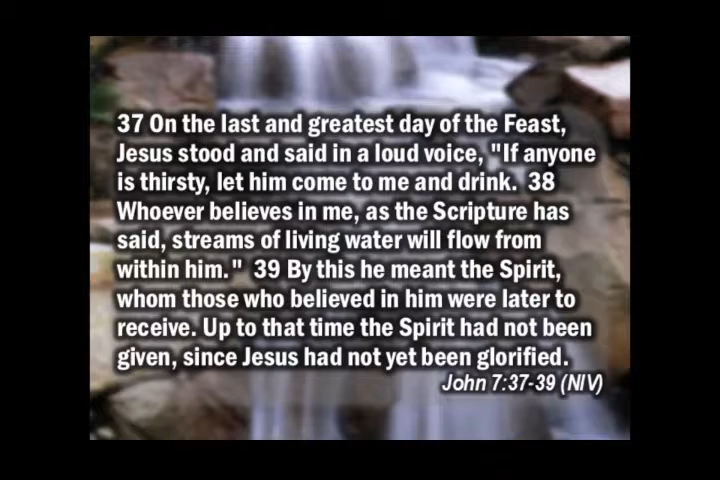 37 On the last and greatest day of the Feast,
Jesus stood and said in a loud voice, "If anyone
is thirsty, let him come to me and drink.  38
Whoever believes in me, as the Scripture has
said, streams of living water will flow from
within him."  39 By this he meant the Spirit,
whom those who believed in him were later to
receive. Up to that time the Spirit had not been
given, since Jesus had not yet been glorified.
John 7:37-39 (NIV)